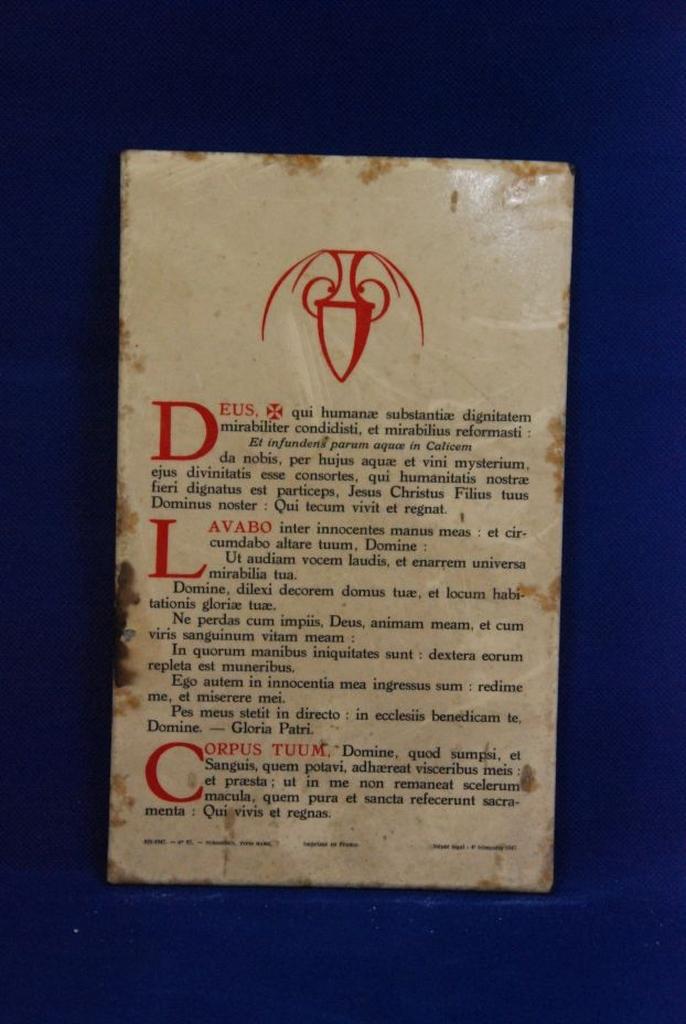 DEUS, ✠ qui humanæ substantiæ dignitatem
mirabiliter condidisti, et mirabilius reformasti :
Et infundens parum aquæ in Calicem
da nobis, per hujus aquæ et vini mysterium,
ejus divinitatis esse consortes, qui humanitatis nostræ
fieri dignatus est particeps, Jesus Christus Filius tuus
Dominus noster : Qui tecum vivit et regnat.
LAVABO inter innocentes manus meas : et cir-
cumdabo altare tuum, Domine :
Ut audiam vocem laudis, et enarrem universa
mirabilia tua.
Domine, dilexi decorem domus tuæ, et locum habi-
tationis gloriæ tuæ.
Ne perdas cum impiis, Deus, animam meam, et cum
viris sanguinum vitam meam :
In quorum manibus iniquitates sunt : dextera eorum
repleta est muneribus.
Ego autem in innocentia mea ingressus sum : redime
me, et miserere mei.
Pes meus stetit in directo : in ecclesiis benedicam te,
Domine. — Gloria Patri.
CORPUS TUUM, Domine, quod sumpsi, et
Sanguis, quem potavi, adhæreat visceribus meis :
et præsta ; ut in me non remaneat scelerum
macula, quem pura et sancta refecerunt sacra-
menta : Qui vivis et regnas.
Imprimé en France.
Dépôt légal : 4e trimestre 1947